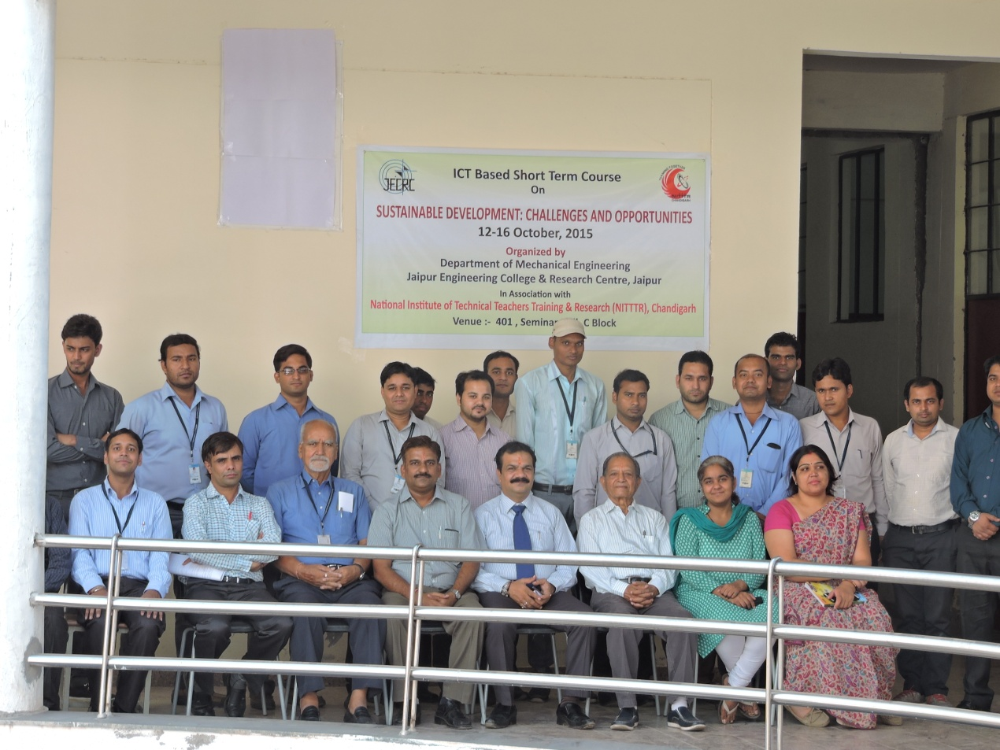 JECRC
ICT Based Short Term Course
On
SUSTAINABLE DEVELOPMENT: CHALLENGES AND OPPORTUNITIES
12-16 October, 2015
Organized by
Department of Mechanical Engineering
Jaipur Engineering College & Research Centre, Jaipur
In Association with
National Institute of Technical Teachers Training & Research (NITTTR), Chandigarh
Venue :- 401 , Seminar C Block